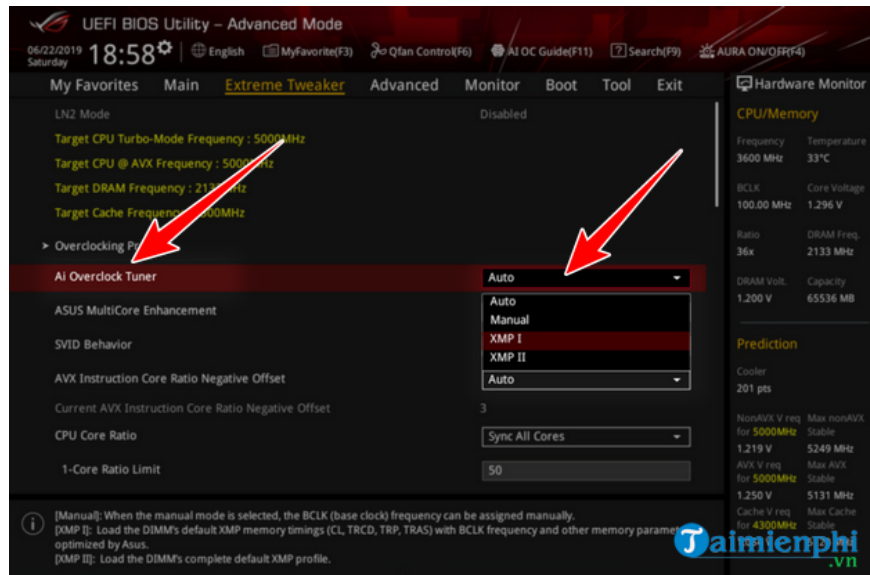 UEFI BIOS Utility – Advanced Mode
06/22/2019
Saturday
18:58
English
MyFavorite(F3)
Qfan Control(F6)
AI OC Guide(F11)
? Search(F9)
AURA ON/OFF(F4)
My Favorites Main Extreme Tweaker Advanced Monitor Boot Tool Exit
Hardware Monitor
LN2 Mode Disabled
Target CPU Turbo-Mode Frequency : 5000MHz
Target CPU @ AVX Frequency : 5000MHz
Target DRAM Frequency : 2133MHz
Target Cache Frequency
Overclocking
Ai Overclock Tuner Auto
Auto
Manual
XMP I
XMP II
ASUS MultiCore Enhancement
SVID Behavior
AVX Instruction Core Ratio Negative Offset Auto
Current AVX Instruction Core Ratio Negative Offset 3
CPU Core Ratio Sync All Cores
1-Core Ratio Limit 50
CPU/Memory
Frequency Temperature
3600 MHz 33°C
BCLK Core Voltage
100.00 MHz 1.296 V
Ratio DRAM Freq.
36x 2133 MHz
DRAM Volt. Capacity
1.200 V 65536 MB
Prediction
Cooler
201 pts
NonAVX V req Max nonAVX
for 5000MHz Stable
1.219 V 5249 MHz
AVX V req Max AVX
for 5000MHz Stable
1.250 V 5131 MHz
Cache V req Max Cache
for 4300MHz Stable
[Manual]: When the manual mode is selected, the BCLK (base clock) frequency can be assigned manually.
[XMP I]: Load the DIMM's default XMP memory timings (CL, TRCD, TRP, TRAS) with BCLK frequency and other memory
optimized by Asus.
[XMP II]: Load the DIMM's complete default XMP profile.
Taimienphi
.vn